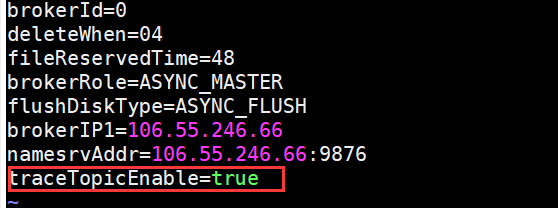 brokerId=0
deleteWhen=04
fileReservedTime=48
brokerRole=ASYNC_MASTER
flushDiskType=ASYNC_FLUSH
brokerIP1=106.55.246.66
namesrvAddr=106.55.246.66:9876
traceTopicEnable=true
~